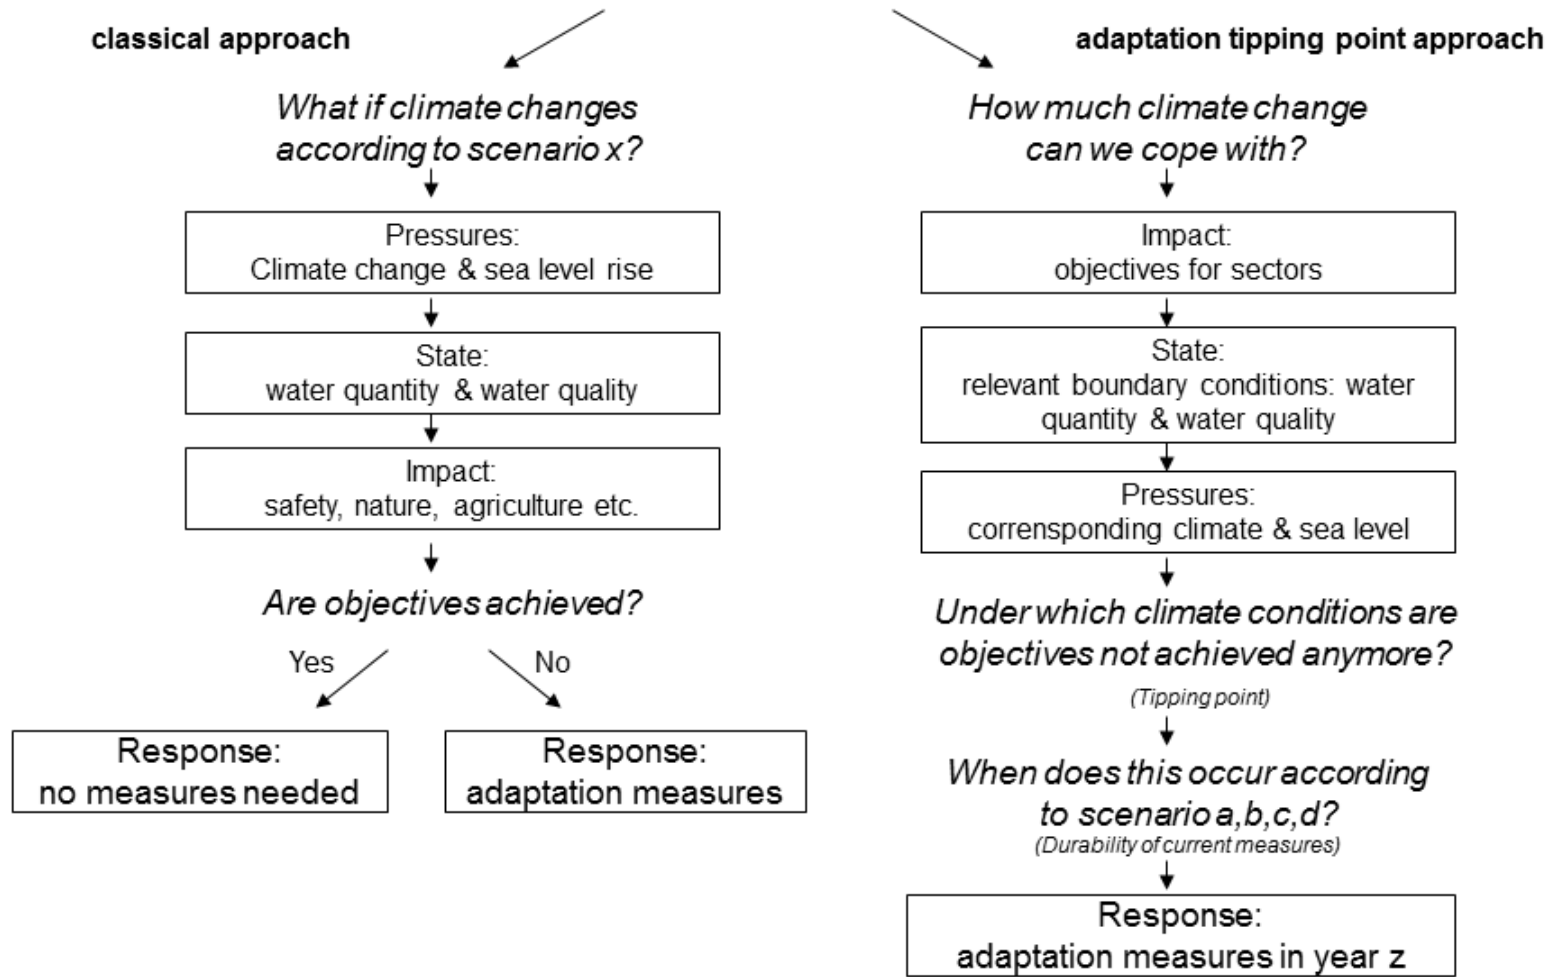 classical approach
What if climate changes
according to scenario x?
Pressures:
Climate change & sea level rise
State:
water quantity & water quality
Impact:
safety, nature, agriculture etc.
Are objectives achieved?
Yes
No
Response:
no measures needed
Response:
adaptation measures
adaptation tipping point approach
How much climate change
can we cope with?
Impact:
objectives for sectors
State:
relevant boundary conditions: water
quantity & water quality
Pressures:
corrensponding climate & sea level
Under which climate conditions are
objectives not achieved anymore?
(Tipping point)
When does this occur according
to scenario a,b,c,d?
(Durability of current measures)
Response:
adaptation measures in year z